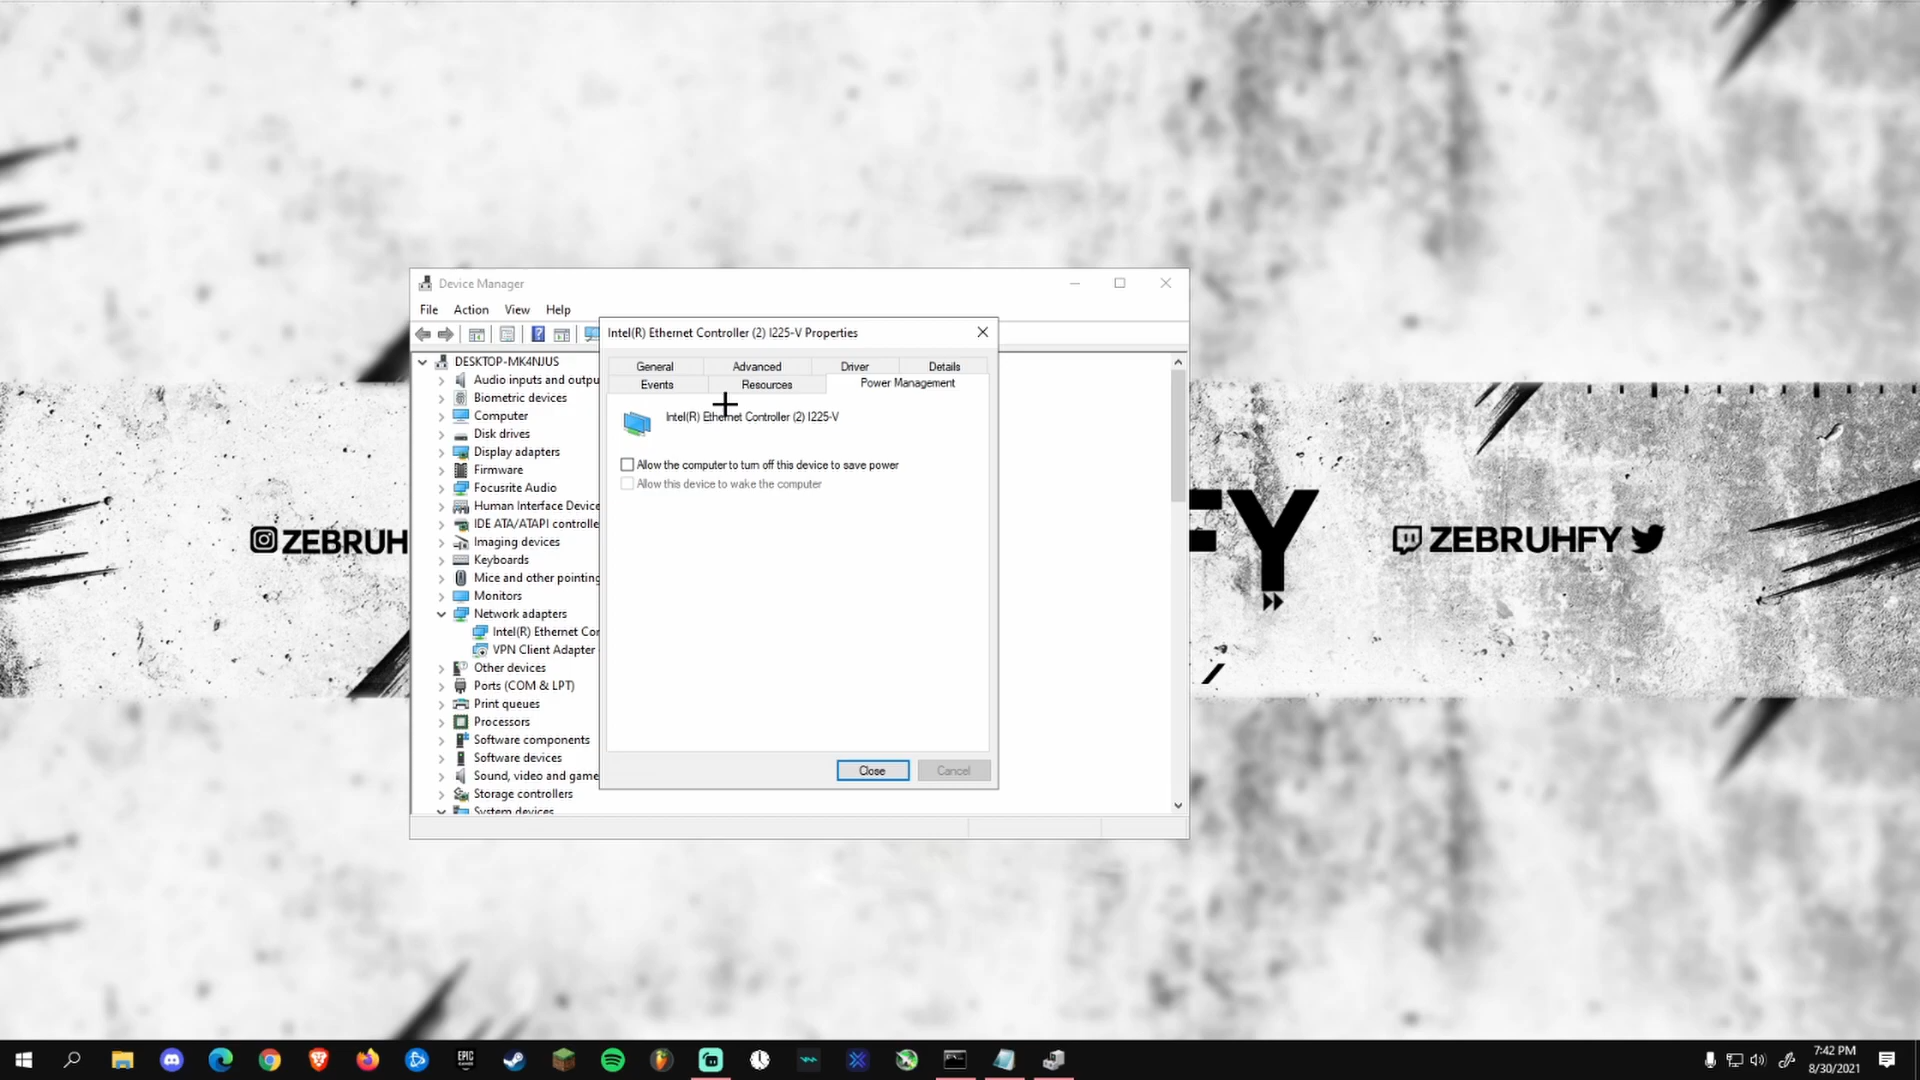 Device Manager
File Action View Help
Intel(R) Ethernet Controller (2) I225-V Properties
General Advanced Driver Details
Events Resources Power Management
Intel(R) Ethernet Controller (2) I225-V
Allow the computer to turn off this device to save power
Allow this device to wake the computer
Close Cancel
DESKTOP-MK4NJUS
Audio inputs and outpu
Biometric devices
Computer
Disk drives
Display adapters
Firmware
Focusrite Audio
Human Interface Device
IDE ATA/ATAPI controlle
Imaging devices
Keyboards
Mice and other pointing
Monitors
Network adapters
Intel(R) Ethernet Cor
VPN Client Adapter
Other devices
Ports (COM & LPT)
Print queues
Processors
Software components
Software devices
Sound, video and game
Storage controllers
System devices
ZEBRUH
FY
ZEBRUHFY
EPIC
7:42 PM
8/30/2021